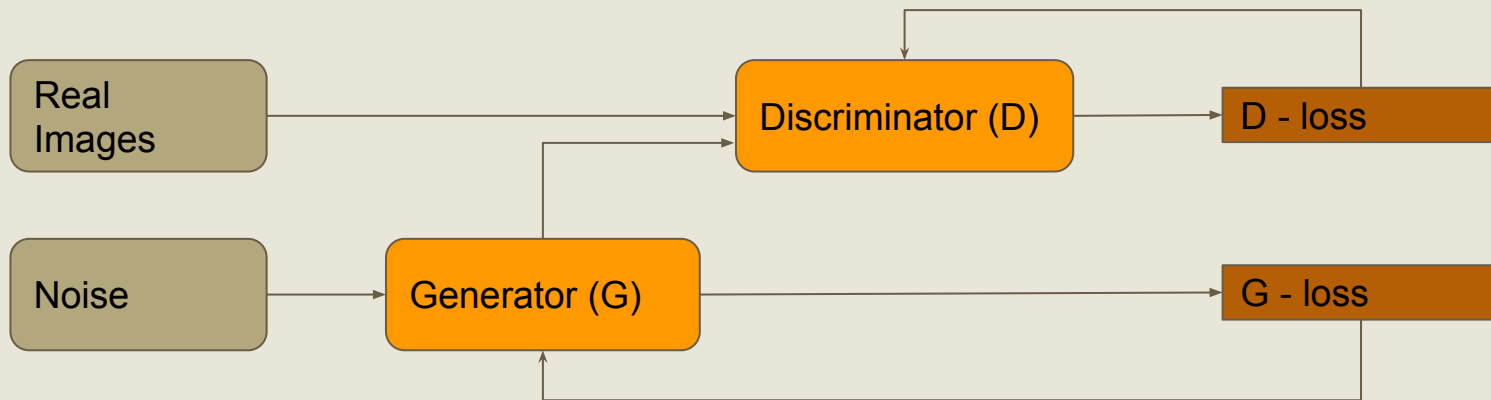 Real
Images
Discriminator (D)
D - loss
Noise
Generator (G)
G - loss